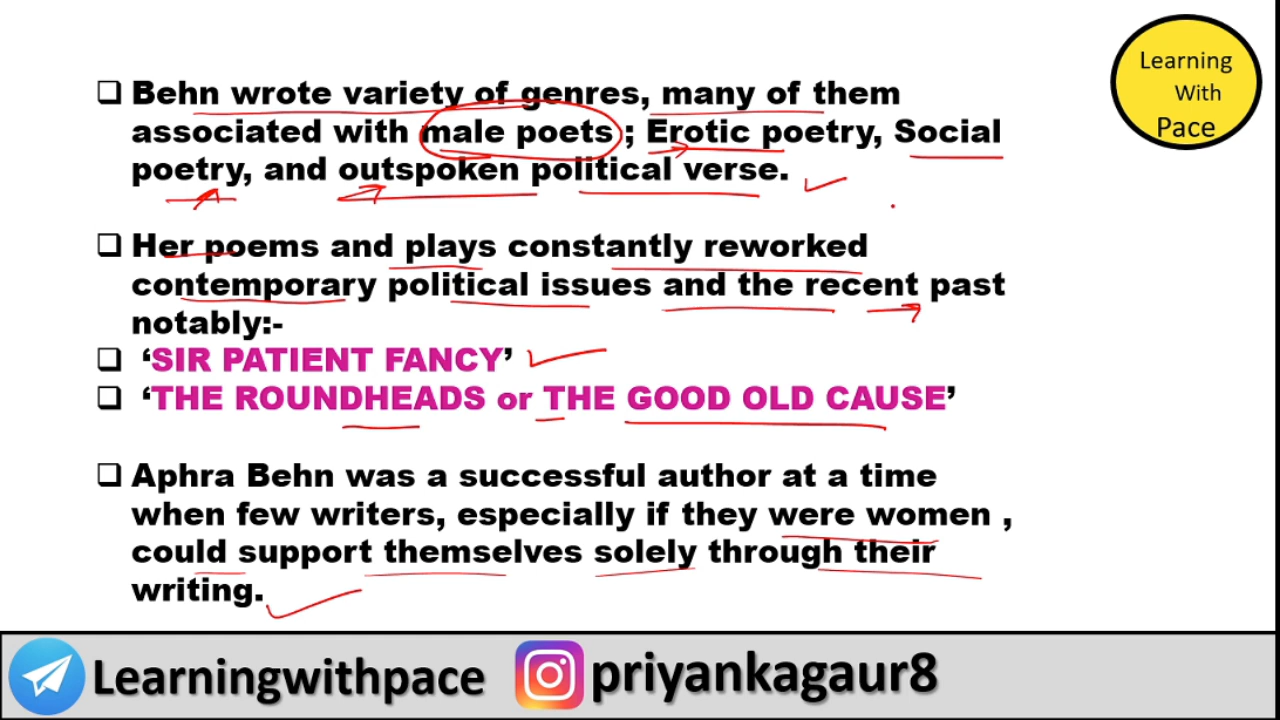 Learning
With
Pace
Behn wrote variety of genres, many of them
associated with male poets ; Erotic poetry, Social
poetry, and outspoken political verse.
Her poems and plays constantly reworked
contemporary political issues and the recent past
notably:-
‘SIR PATIENT FANCY’
‘THE ROUNDHEADS or THE GOOD OLD CAUSE’
Aphra Behn was a successful author at a time
when few writers, especially if they were women ,
could support themselves solely through their
writing.
Learningwithpace priyankagaur8